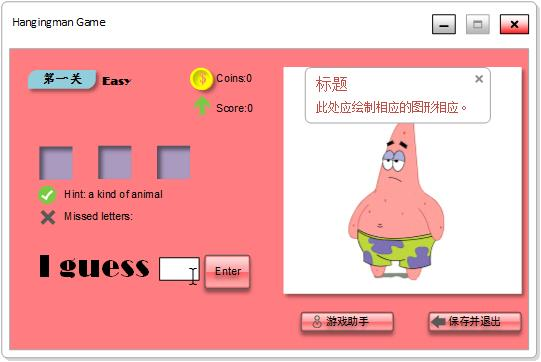 Hangingman Game
第一关 Easy
Coins:0
Score:0
Hint: a kind of animal
Missed letters:
I guess
Enter
标题
此处应绘制相应的图形相应。
游戏助手
保存并退出